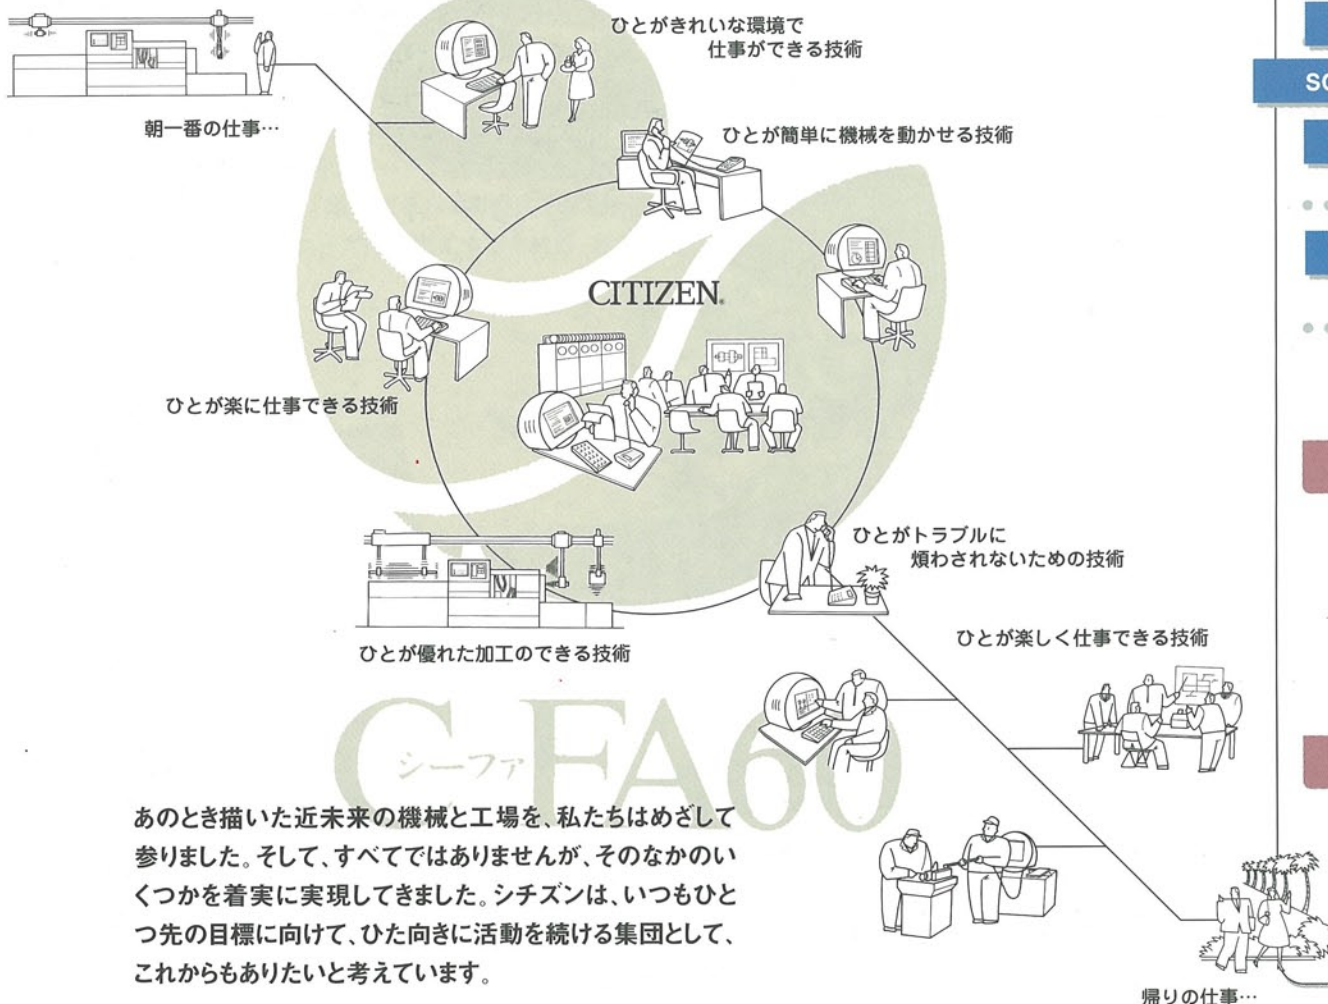 ひとがきれいな環境で
仕事ができる技術
朝一番の仕事…
ひとが簡単に機械を動かせる技術
CITIZEN®
ひとが楽に仕事できる技術
ひとがトラブルに
煩わされないための技術
ひとが優れた加工のできる技術
ひとが楽しく仕事できる技術
C-FA60
シーファ
あのとき描いた近未来の機械と工場を、私たちはめざして
参りました。そして、すべてではありませんが、そのなかのい
くつかを着実に実現してきました。シチズンは、いつもひと
つ先の目標に向けて、ひた向きに活動を続ける集団として、
これからもありたいと考えています。
帰りの仕事…